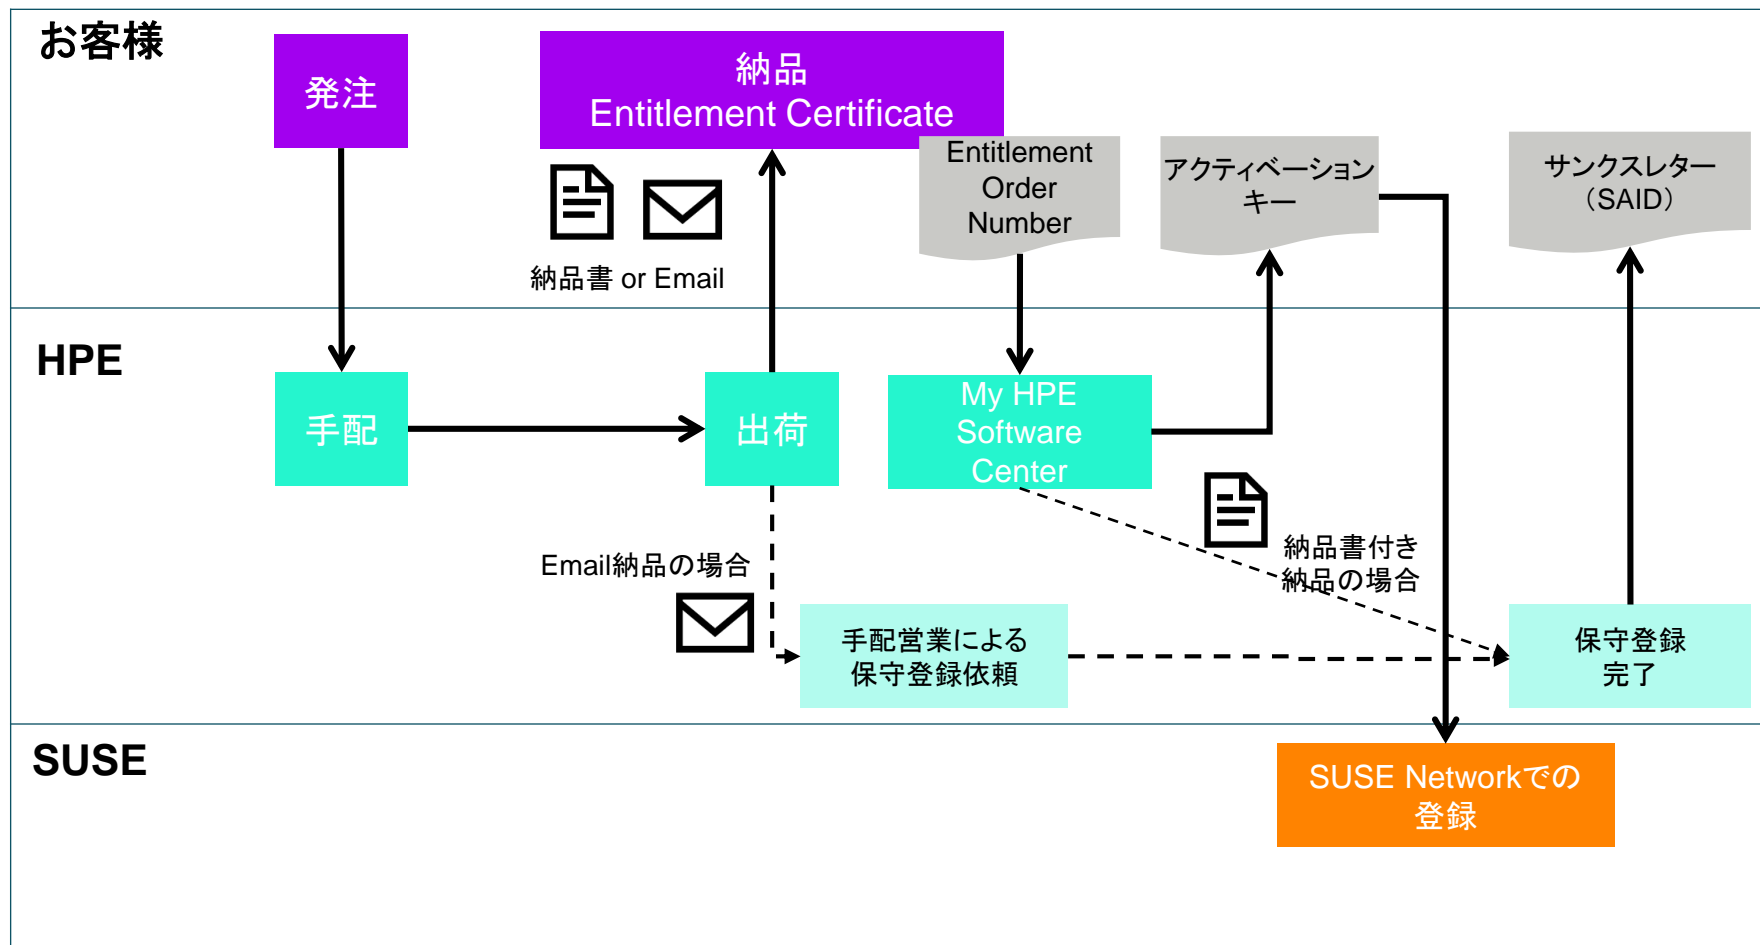 お客様
発注
納品
Entitlement Certificate
Entitlement
Order
Number
アクティベーション
キー
サンクスレター
（SAID）
納品書 or Email
HPE
手配
出荷
My HPE
Software
Center
納品書付き
納品の場合
Email納品の場合
手配営業による
保守登録依頼
保守登録
完了
SUSE
SUSE Networkでの
登録